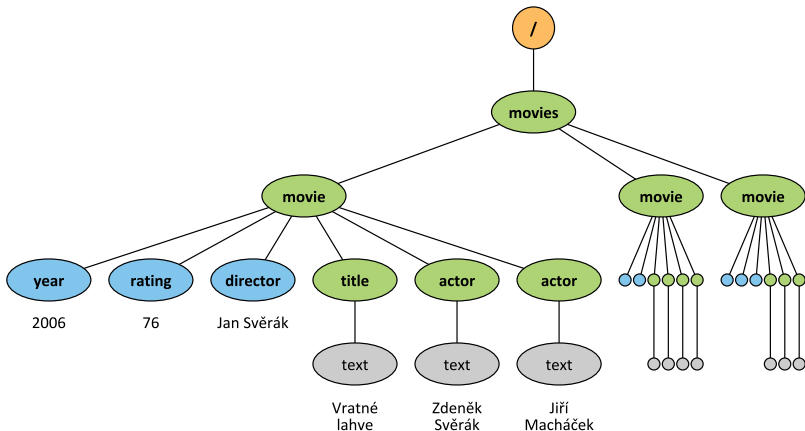 /
movies
movie
movie
movie
year
rating
director
title
actor
actor
2006
76
Jan Svěrák
text
text
text
Vratné
lahve
Zdeněk
Svěrák
Jiří
Macháček